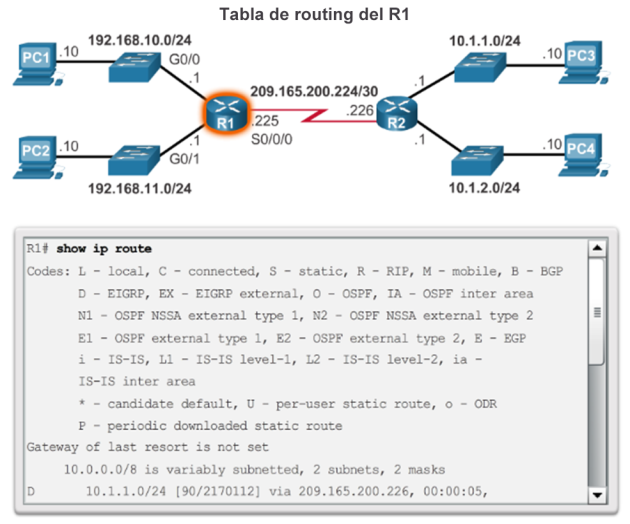 Tabla de routing del R1
192.168.10.0/24
10.1.1.0/24
PC1
.10
G0/0
.10
PC3
.1
209.165.200.224/30
.1
R1
.225
.226
R2
S0/0/0
PC2
.10
.1
G0/1
.1
.10
PC4
192.168.11.0/24
10.1.2.0/24
R1# show ip route
Codes: L - local, C - connected, S - static, R - RIP, M - mobile, B - BGP
D - EIGRP, EX - EIGRP external, O - OSPF, IA - OSPF inter area
N1 - OSPF NSSA external type 1, N2 - OSPF NSSA external type 2
E1 - OSPF external type 1, E2 - OSPF external type 2, E - EGP
i - IS-IS, L1 - IS-IS level-1, L2 - IS-IS level-2, ia -
IS-IS inter area
* - candidate default, U - per-user static route, o - ODR
P - periodic downloaded static route
Gateway of last resort is not set
10.0.0.0/8 is variably subnetted, 2 subnets, 2 masks
D 10.1.1.0/24 [90/2170112] via 209.165.200.226, 00:00:05,